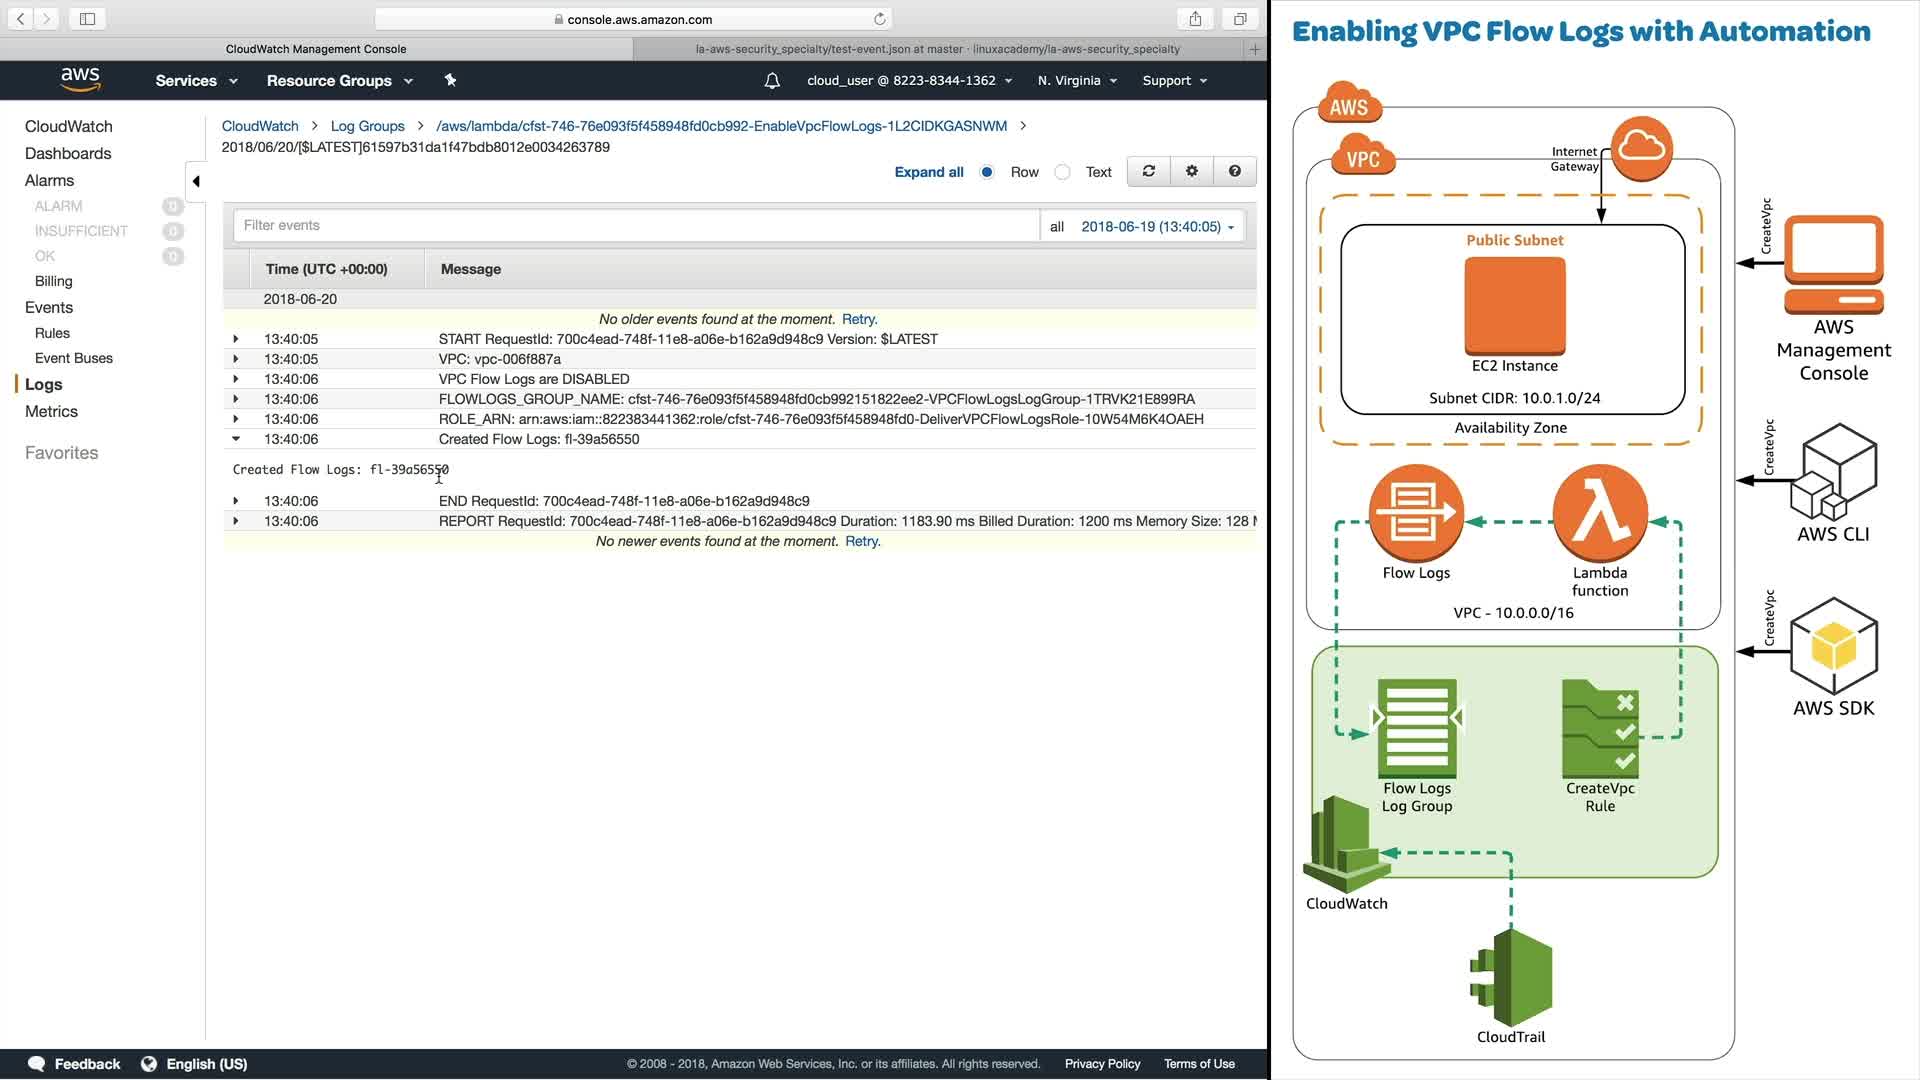 console.aws.amazon.com
CloudWatch Management Console
la-aws-security_specialty/test-event.json at master · linuxacademy/la-aws-security_specialty
aws
Services
Resource Groups
cloud_user @ 8223-8344-1362
N. Virginia
Support
CloudWatch
Dashboards
Alarms
ALARM 0
INSUFFICIENT 0
OK 0
Billing
Events
Rules
Event Buses
Logs
Metrics
Favorites
CloudWatch > Log Groups > /aws/lambda/cfst-746-76e093f5f458948fd0cb992-EnableVpcFlowLogs-1L2CIDKGASNWM >
2018/06/20/[$LATEST]61597b31da1f47bdb8012e0034263789
Expand all Row Text
Filter events
all 2018-06-19 (13:40:05)
Time (UTC +00:00) Message
2018-06-20
No older events found at the moment. Retry.
13:40:05 START RequestId: 700c4ead-748f-11e8-a06e-b162a9d948c9 Version: $LATEST
13:40:05 VPC: vpc-006f887a
13:40:06 VPC Flow Logs are DISABLED
13:40:06 FLOWLOGS_GROUP_NAME: cfst-746-76e093f5f458948fd0cb992151822ee2-VPCFlowLogsLogGroup-1TRVK21E899RA
13:40:06 ROLE_ARN: arn:aws:iam::822383441362:role/cfst-746-76e093f5f458948fd0-DeliverVPCFlowLogsRole-10W54M6K4OAEH
13:40:06 Created Flow Logs: fl-39a56550
Created Flow Logs: fl-39a56550
13:40:06 END RequestId: 700c4ead-748f-11e8-a06e-b162a9d948c9
13:40:06 REPORT RequestId: 700c4ead-748f-11e8-a06e-b162a9d948c9 Duration: 1183.90 ms Billed Duration: 1200 ms Memory Size: 128
No newer events found at the moment. Retry.
Feedback
English (US)
© 2008 - 2018, Amazon Web Services, Inc. or its affiliates. All rights reserved.
Privacy Policy
Terms of Use
Enabling VPC Flow Logs with Automation
AWS
VPC
Internet
Gateway
Public Subnet
EC2 Instance
Subnet CIDR: 10.0.1.0/24
Availability Zone
Flow Logs
Lambda
function
VPC - 10.0.0.0/16
Flow Logs
Log Group
CreateVpc
Rule
CloudWatch
CloudTrail
CreateVpc
AWS
Management
Console
CreateVpc
AWS CLI
CreateVpc
AWS SDK